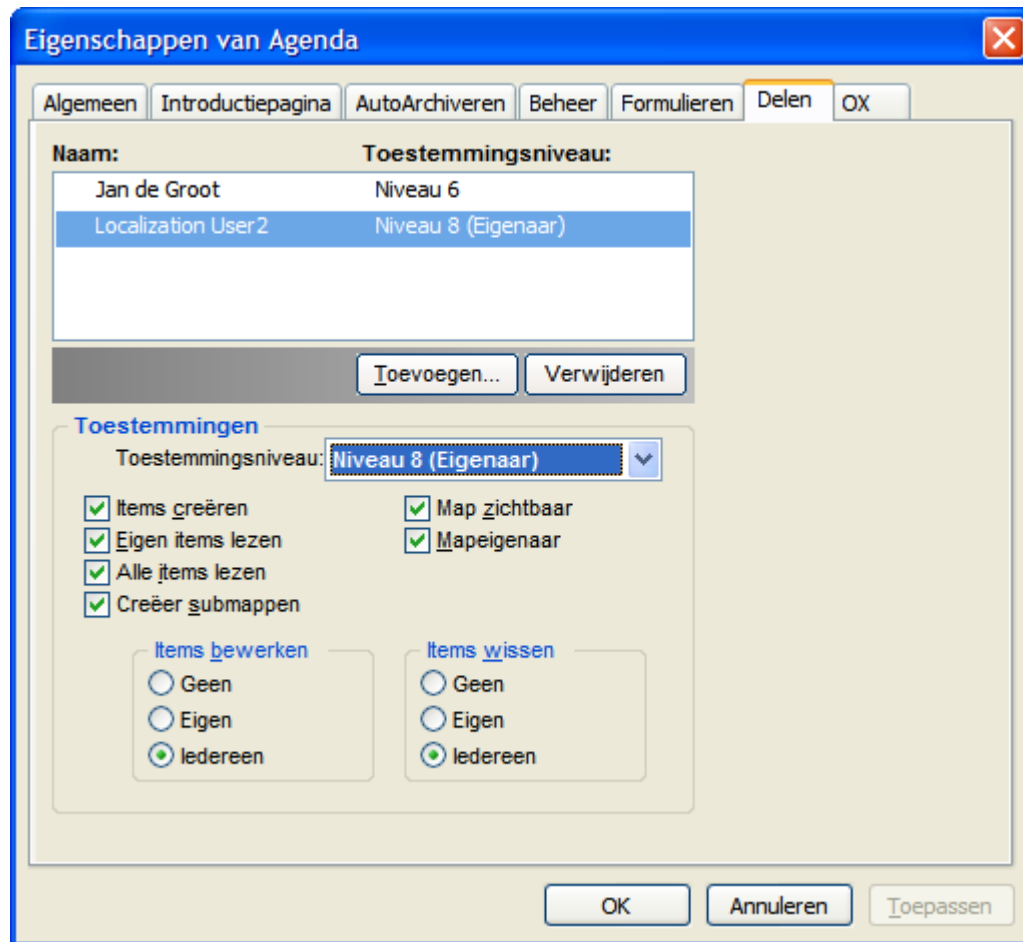 Eigenschappen van Agenda
Algemeen Introductiepagina AutoArchiveren Beheer Formulieren Delen OX
Naam: Toestemmingsniveau:
Jan de Groot Niveau 6
Localization User2 Niveau 8 (Eigenaar)
Toevoegen... Verwijderen
Toestemmingen
Toestemmingsniveau: Niveau 8 (Eigenaar)
Items creëren Map zichtbaar
Eigen items lezen Mapeigenaar
Alle items lezen
Creëer submappen
Items bewerken Items wissen
Geen Geen
Eigen Eigen
Iedereen Iedereen
OK Annuleren Toepassen